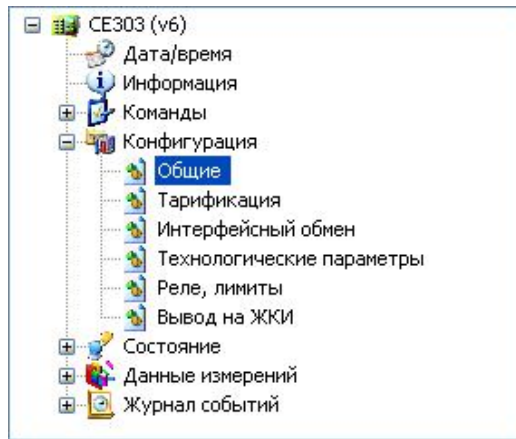 CE303 (v6)
Дата/время
Информация
Команды
Конфигурация
Общие
Тарификация
Интерфейсный обмен
Технологические параметры
Реле, лимиты
Вывод на ЖКИ
Состояние
Данные измерений
Журнал событий